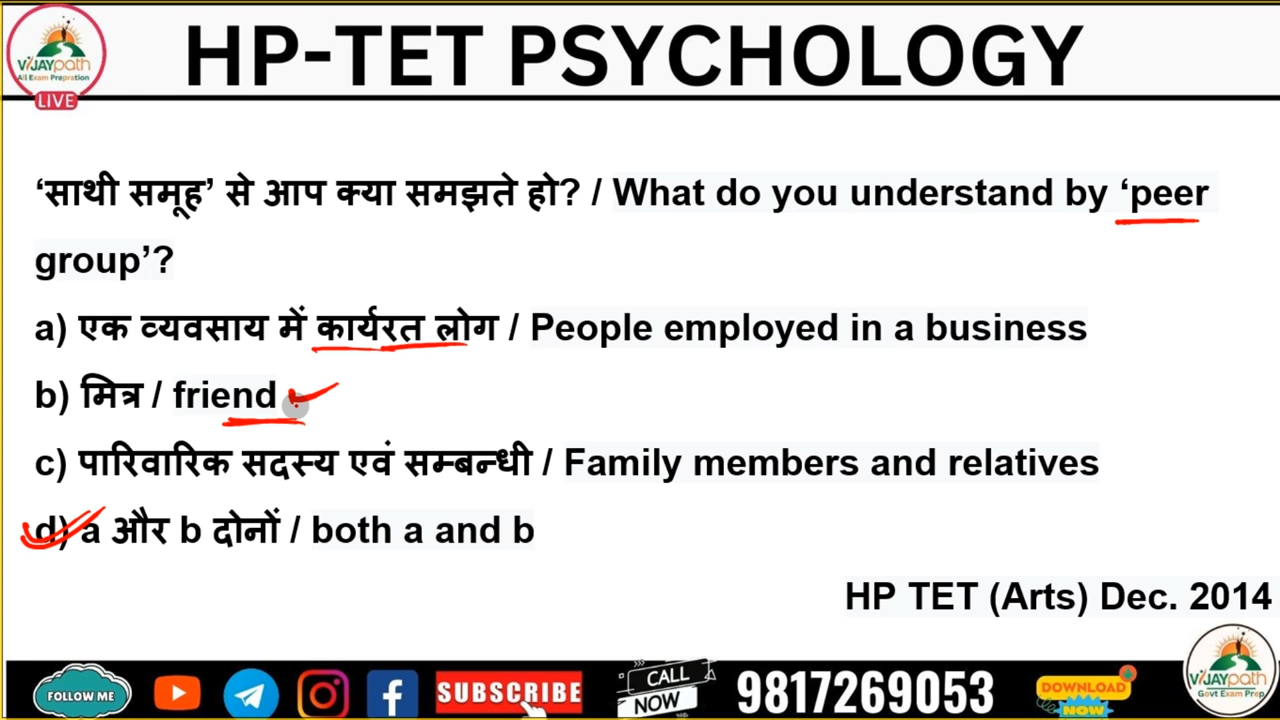 VIJAYpath
All Exam Prepration
LIVE
HP-TET PSYCHOLOGY
‘साथी समूह’ से आप क्या समझते हो? / What do you understand by ‘peer
group’?
a) एक व्यवसाय में कार्यरत लोग / People employed in a business
b) मित्र / friend
c) पारिवारिक सदस्य एवं सम्बन्धी / Family members and relatives
d) a और b दोनों / both a and b
HP TET (Arts) Dec. 2014
FOLLOW ME
SUBSCRIBE
CALL
NOW
9817269053
DOWNLOAD
NOW
VIJAYpath
Govt Exam Prep